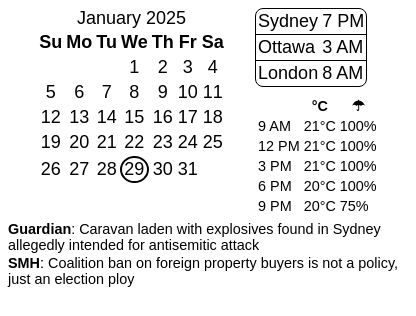 January 2025
Su Mo Tu We Th Fr Sa
1 2 3 4
5 6 7 8 9 10 11
12 13 14 15 16 17 18
19 20 21 22 23 24 25
26 27 28 29 30 31
Sydney 7 PM
Ottawa 3 AM
London 8 AM
°C ☂
9 AM 21°C 100%
12 PM 21°C 100%
3 PM 21°C 100%
6 PM 20°C 100%
9 PM 20°C 75%
Guardian: Caravan laden with explosives found in Sydney
allegedly intended for antisemitic attack
SMH: Coalition ban on foreign property buyers is not a policy,
just an election ploy